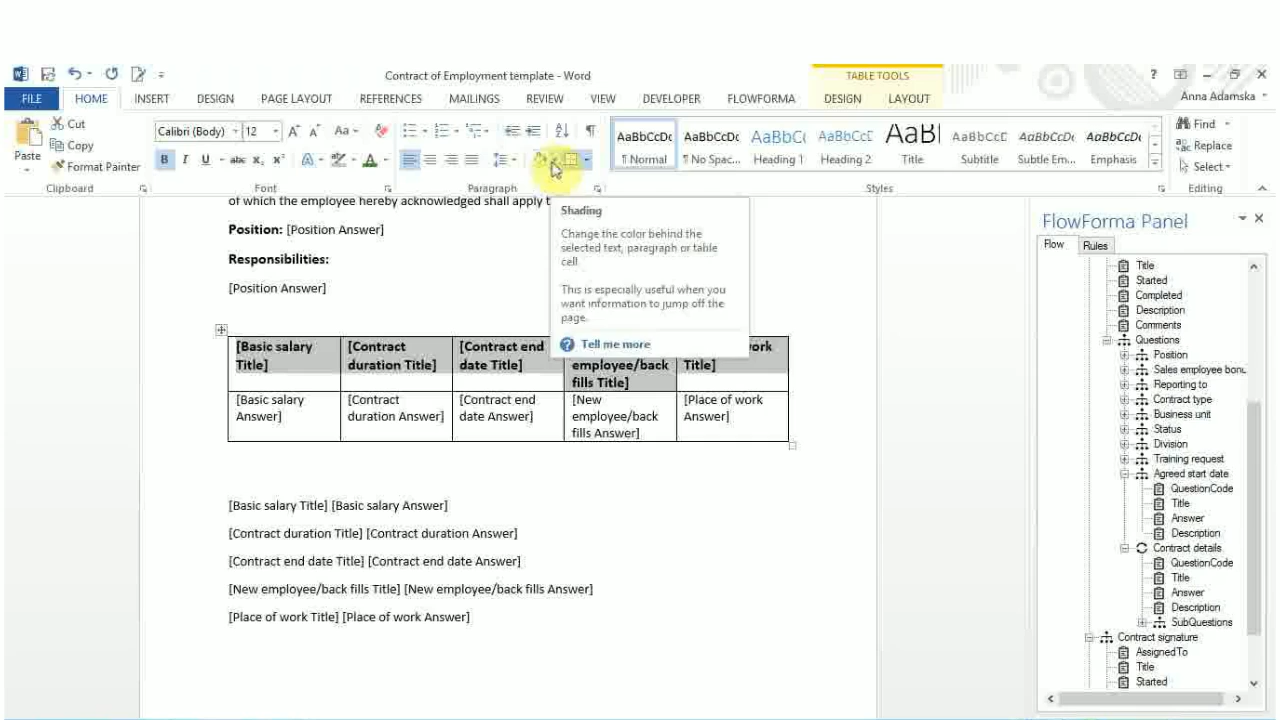 Contract of Employment template - Word
TABLE TOOLS
?
FILE
HOME
INSERT
DESIGN
PAGE LAYOUT
REFERENCES
MAILINGS
REVIEW
VIEW
DEVELOPER
FLOWFORMA
DESIGN
LAYOUT
Anna Adamska
Paste
Cut
Copy
Format Painter
Clipboard
Calibri (Body)
12
Aa
B I U abc x₂ x²
A
Font
Paragraph
AaBbCcDc
¶ Normal
AaBbCcDc
¶ No Spac...
AaBbC(
Heading 1
AaBbCcE
Heading 2
AaBl
Title
AaBbCcD
Subtitle
AaBbCcDc
Subtle Em...
AaBbCcDc
Emphasis
Styles
Find
Replace
Select
Editing
of which the employee hereby acknowledged shall apply t
Position: [Position Answer]
Responsibilities:
[Position Answer]
Shading
Change the color behind the
selected text, paragraph or table
cell.
This is especially useful when you
want information to jump off the
page.
Tell me more
[Basic salary
Title]
[Contract
duration Title]
[Contract end
date Title]
employee/back
fills Title]
work
Title]
[Basic salary
Answer]
[Contract
duration Answer]
[Contract end
date Answer]
[New
employee/back
fills Answer]
[Place of work
Answer]
[Basic salary Title] [Basic salary Answer]
[Contract duration Title] [Contract duration Answer]
[Contract end date Title] [Contract end date Answer]
[New employee/back fills Title] [New employee/back fills Answer]
[Place of work Title] [Place of work Answer]
FlowForma Panel
Flow
Rules
Title
Started
Completed
Description
Comments
Questions
Position
Sales employee bonu
Reporting to
Contract type
Business unit
Status
Division
Training request
Agreed start date
QuestionCode
Title
Answer
Description
Contract details
QuestionCode
Title
Answer
Description
SubQuestions
Contract signature
AssignedTo
Title
Started